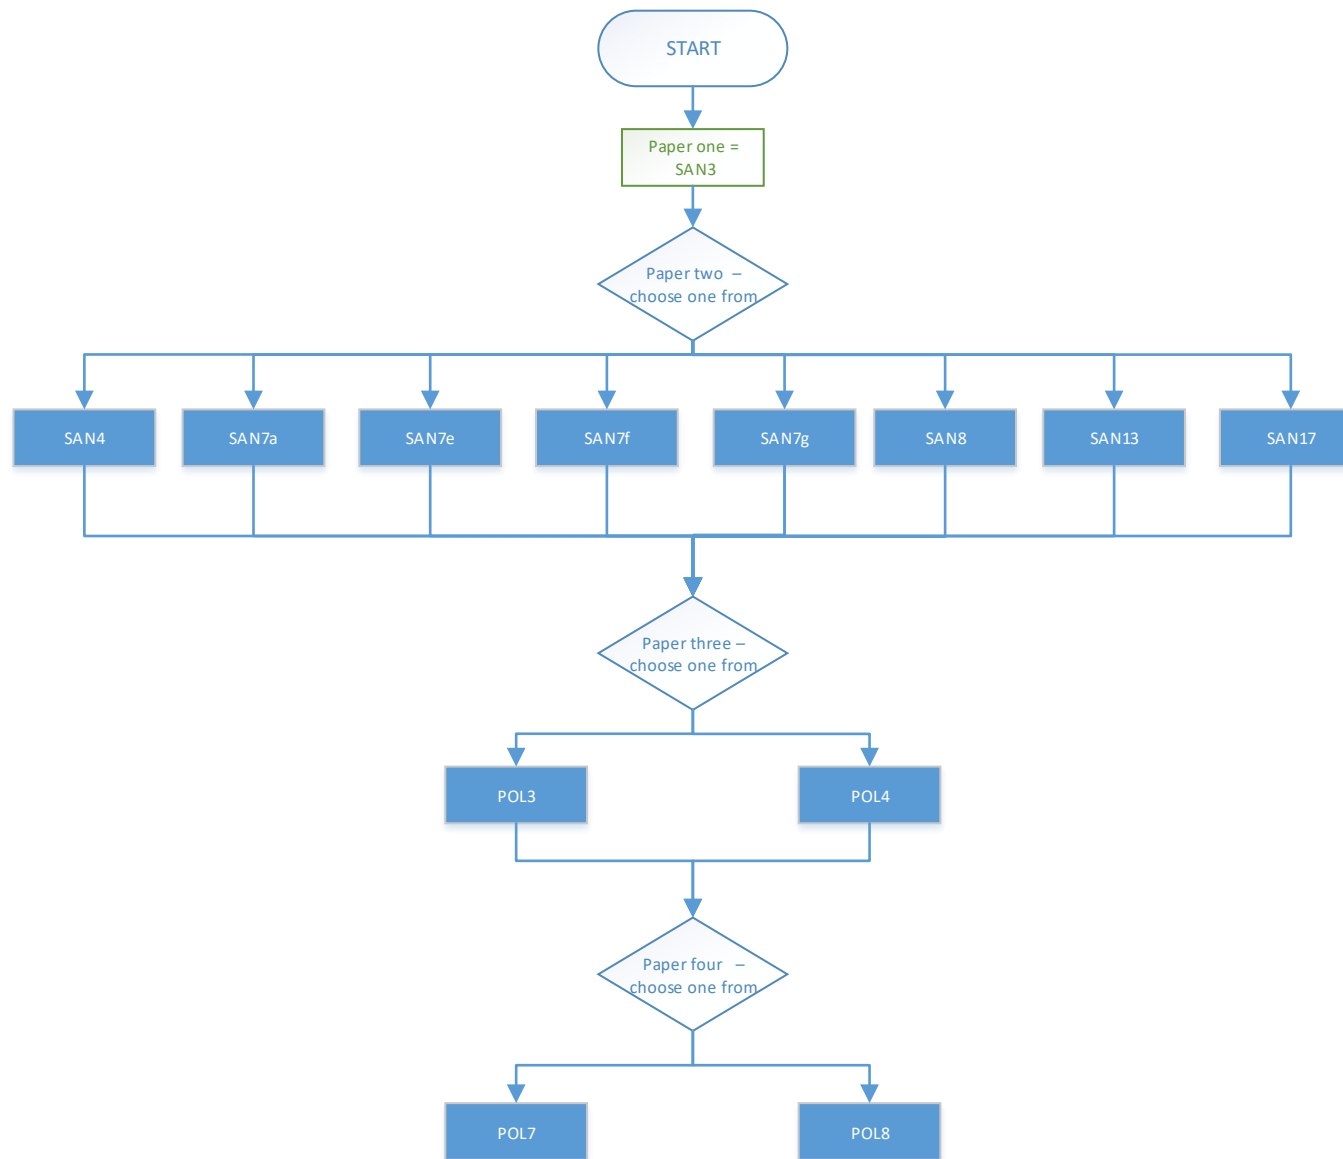 START
Paper one =
SAN3
Paper two –
choose one from
SAN4
SAN7a
SAN7e
SAN7f
SAN7g
SAN8
SAN13
SAN17
Paper three –
choose one from
POL3
POL4
Paper four –
choose one from
POL7
POL8